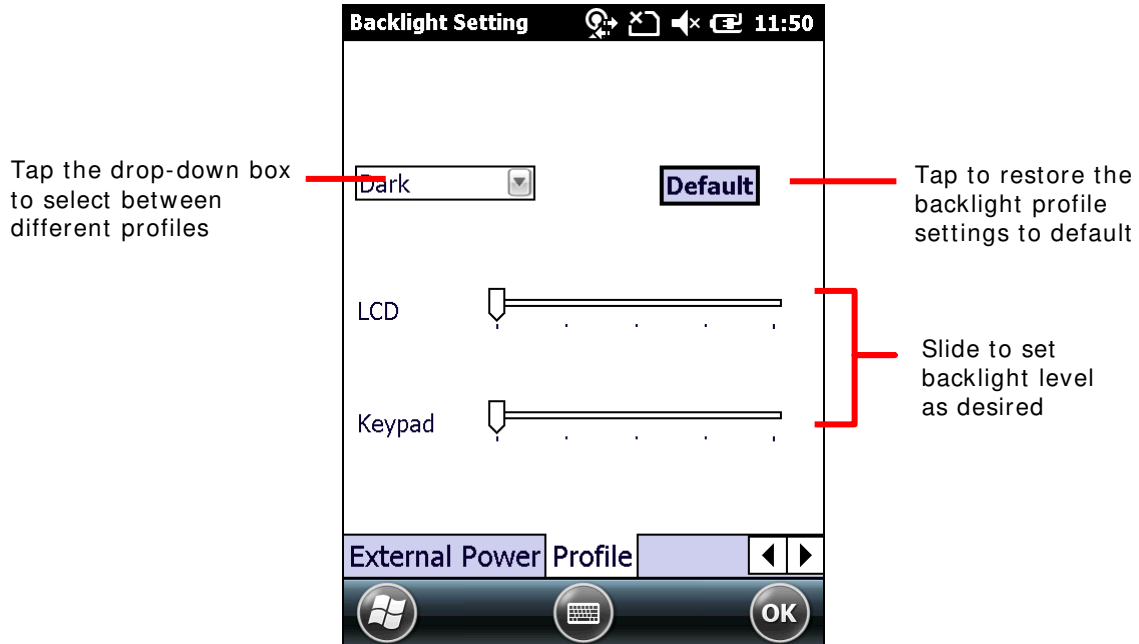 Backlight Setting 11:50
Tap the drop-down box
to select between
different profiles
Dark
Default
Tap to restore the
backlight profile
settings to default
LCD
Keypad
Slide to set
backlight level
as desired
External Power Profile
OK